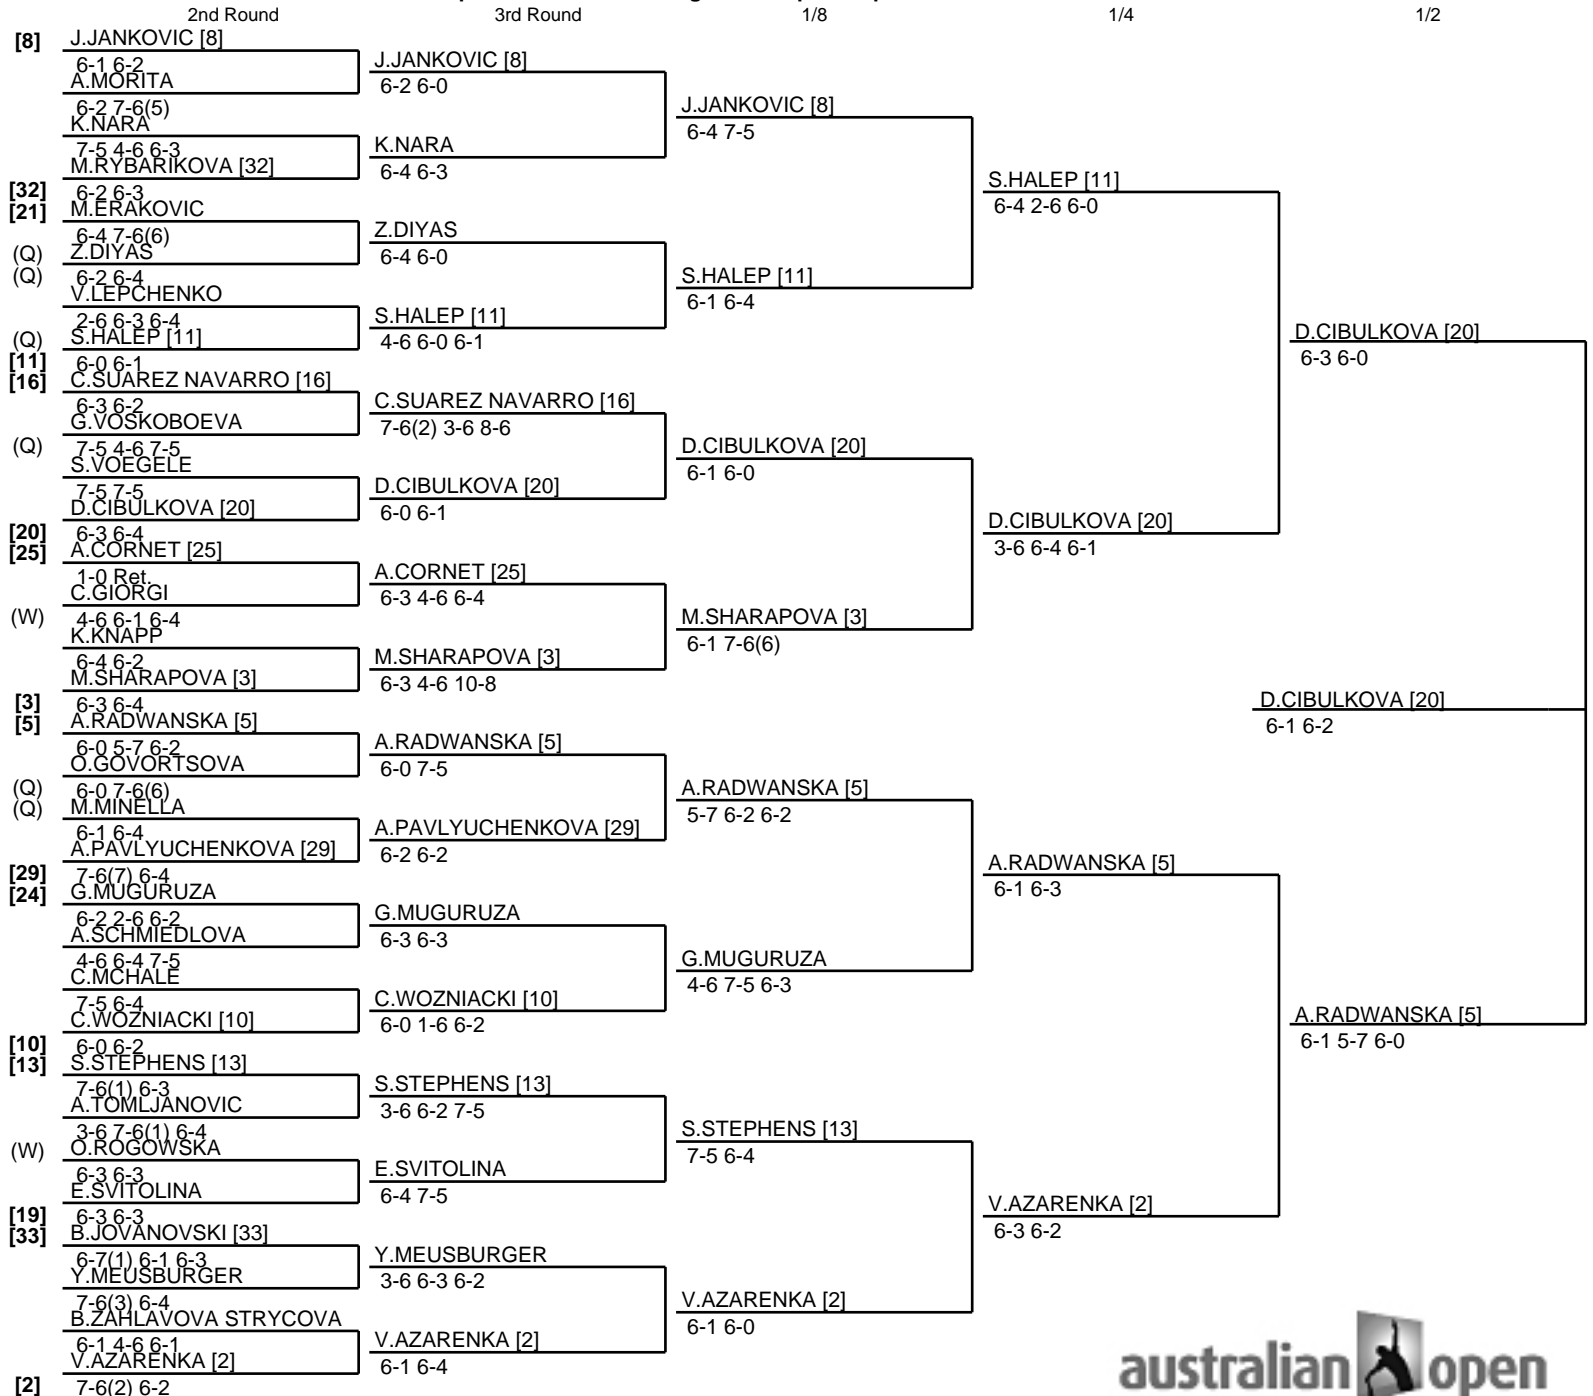 2nd Round 3rd Round 1/8 1/4 1/2
[8] J.JANKOVIC [8]
6-1 6-2
A.MORITA
6-2 7-6(5)
K.NARA
7-5 4-6 6-3
M.RYBARIKOVA [32]
[32] 6-2 6-3
[21] M.ERAKOVIC
6-4 7-6(6)
(Q) Z.DIYAS
(Q) 6-2 6-4
V.LEPCHENKO
2-6 6-3 6-4
(Q) S.HALEP [11]
[11] 6-0 6-1
[16] C.SUAREZ NAVARRO [16]
6-3 6-2
G.VOSKOBOEVA
(Q) 7-5 4-6 7-5
S.VOEGELE
7-5 7-5
D.CIBULKOVA [20]
[20] 6-3 6-4
[25] A.CORNET [25]
1-0 Ret.
C.GIORGI
(W) 4-6 6-1 6-4
K.KNAPP
6-4 6-2
M.SHARAPOVA [3]
[3] 6-3 6-4
[5] A.RADWANSKA [5]
6-0 5-7 6-2
O.GOVORTSOVA
(Q) 6-0 7-6(6)
(Q) M.MINELLA
6-1 6-4
A.PAVLYUCHENKOVA [29]
[29] 7-6(7) 6-4
[24] G.MUGURUZA
6-2 2-6 6-2
A.SCHMIEDLOVA
4-6 6-4 7-5
C.MCHALE
7-5 6-4
C.WOZNIACKI [10]
[10] 6-0 6-2
[13] S.STEPHENS [13]
7-6(1) 6-3
A.TOMLJANOVIC
3-6 7-6(1) 6-4
(W) O.ROGOWSKA
6-3 6-3
E.SVITOLINA
[19] 6-3 6-3
[33] B.JOVANOVSKI [33]
6-7(1) 6-1 6-3
Y.MEUSBURGER
7-6(3) 6-4
B.ZAHLAVOVA STRYCOVA
6-1 4-6 6-1
V.AZARENKA [2]
[2] 7-6(2) 6-2
J.JANKOVIC [8]
6-2 6-0
K.NARA
6-4 6-3
Z.DIYAS
6-4 6-0
S.HALEP [11]
4-6 6-0 6-1
C.SUAREZ NAVARRO [16]
7-6(2) 3-6 8-6
D.CIBULKOVA [20]
6-0 6-1
A.CORNET [25]
6-3 4-6 6-4
M.SHARAPOVA [3]
6-3 4-6 10-8
A.RADWANSKA [5]
6-0 7-5
A.PAVLYUCHENKOVA [29]
6-2 6-2
G.MUGURUZA
6-3 6-3
C.WOZNIACKI [10]
6-0 1-6 6-2
S.STEPHENS [13]
3-6 6-2 7-5
E.SVITOLINA
6-4 7-5
Y.MEUSBURGER
3-6 6-3 6-2
V.AZARENKA [2]
6-1 6-4
J.JANKOVIC [8]
6-4 7-5
S.HALEP [11]
6-1 6-4
D.CIBULKOVA [20]
6-1 6-0
M.SHARAPOVA [3]
6-1 7-6(6)
A.RADWANSKA [5]
5-7 6-2 6-2
G.MUGURUZA
4-6 7-5 6-3
S.STEPHENS [13]
7-5 6-4
V.AZARENKA [2]
6-1 6-0
S.HALEP [11]
6-4 2-6 6-0
D.CIBULKOVA [20]
3-6 6-4 6-1
A.RADWANSKA [5]
6-1 6-3
V.AZARENKA [2]
6-3 6-2
D.CIBULKOVA [20]
6-3 6-0
A.RADWANSKA [5]
6-1 5-7 6-0
D.CIBULKOVA [20]
6-1 6-2
australian open